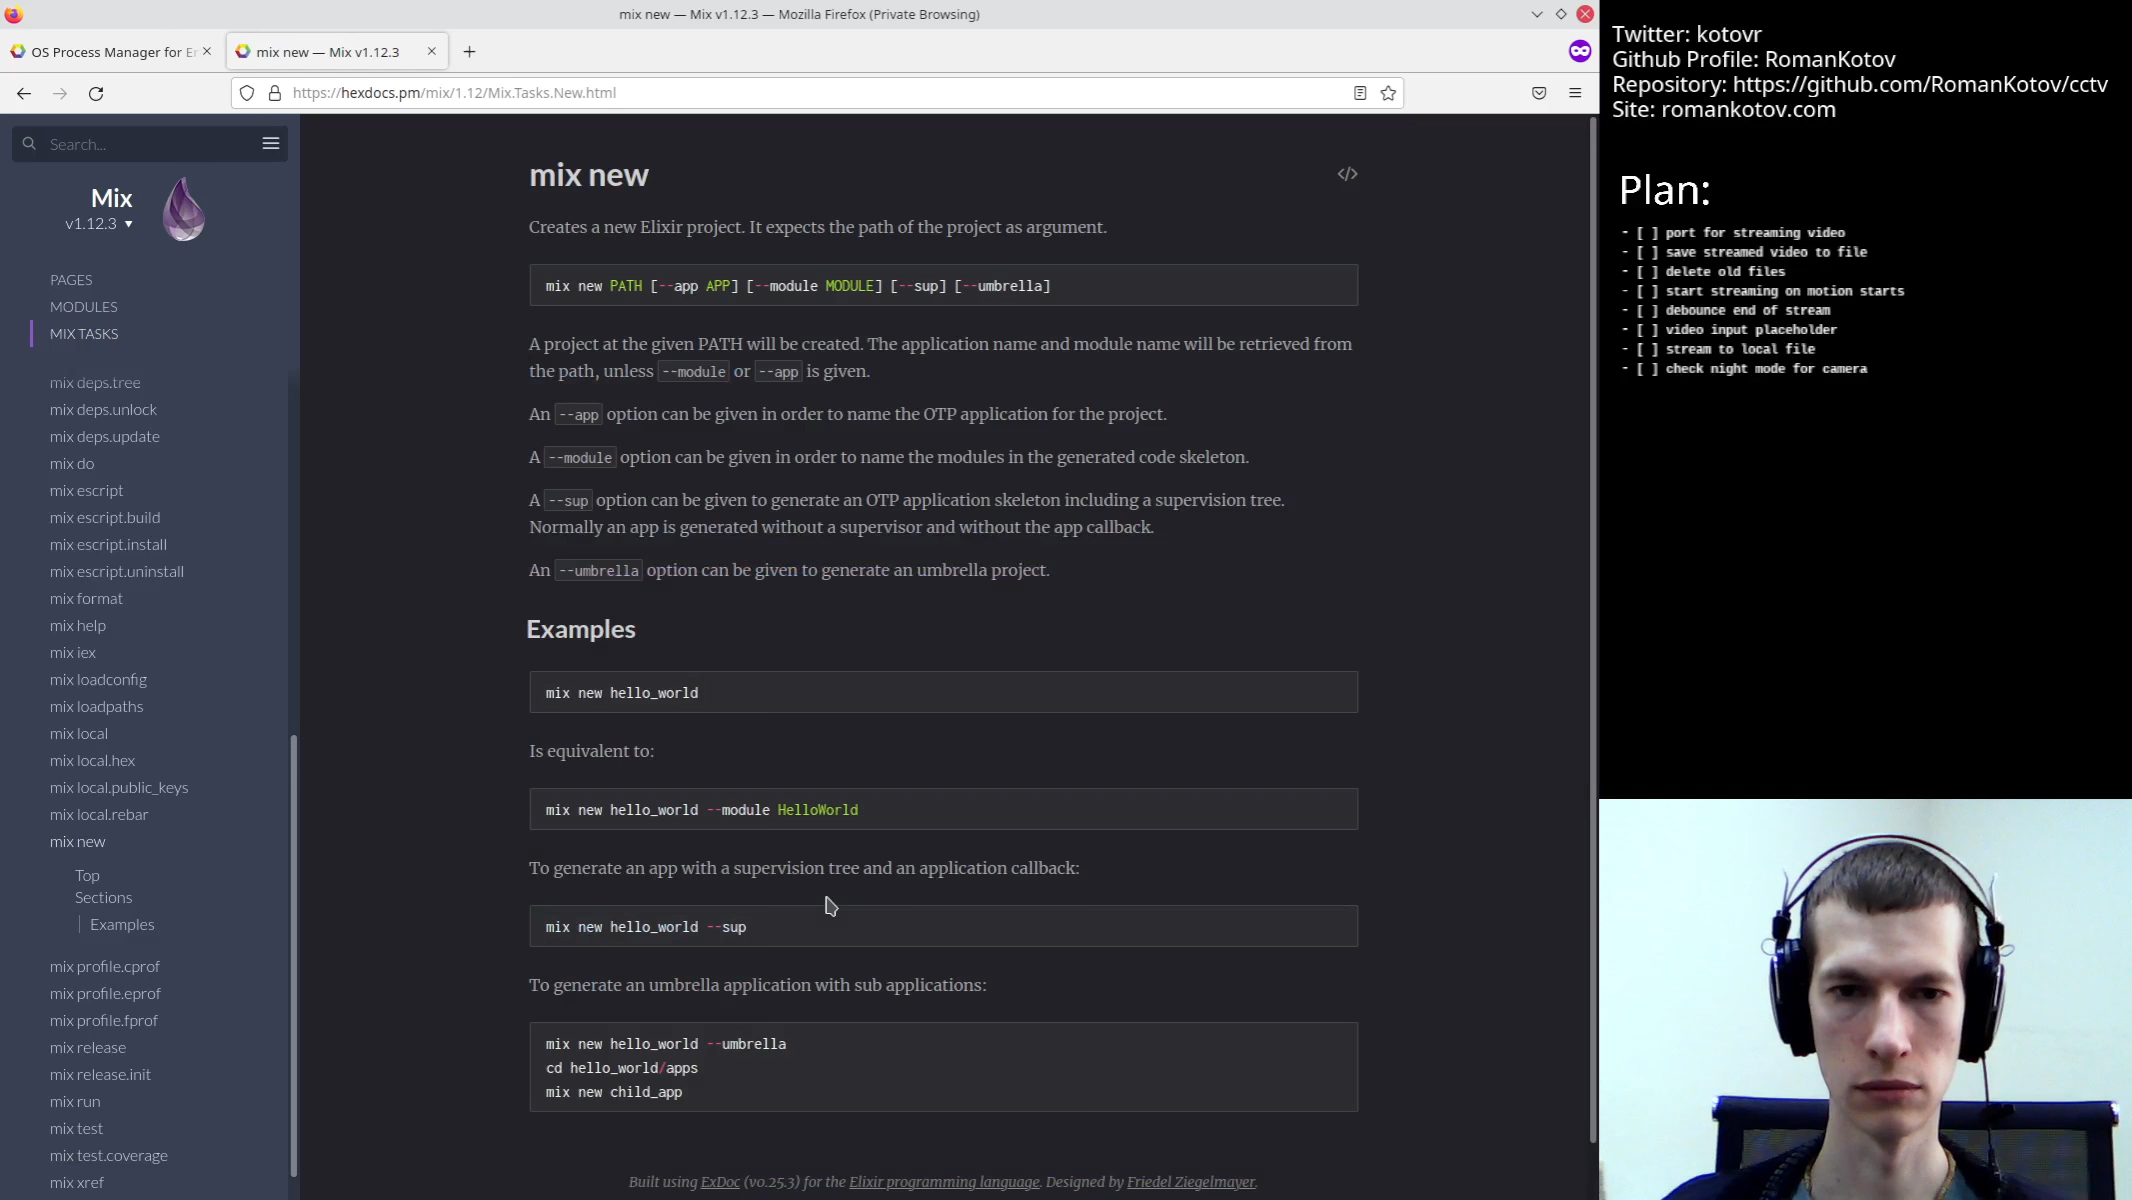 mix new — Mix v1.12.3 — Mozilla Firefox (Private Browsing)
OS Process Manager for Er
mix new — Mix v1.12.3
https://hexdocs.pm/mix/1.12/Mix.Tasks.New.html
Search...
Mix
v1.12.3
PAGES
MODULES
MIX TASKS
mix deps.tree
mix deps.unlock
mix deps.update
mix do
mix escript
mix escript.build
mix escript.install
mix escript.uninstall
mix format
mix help
mix iex
mix loadconfig
mix loadpaths
mix local
mix local.hex
mix local.public_keys
mix local.rebar
mix new
Top
Sections
Examples
mix profile.cprof
mix profile.eprof
mix profile.fprof
mix release
mix release.init
mix run
mix test
mix test.coverage
mix xref
mix new
</>
Creates a new Elixir project. It expects the path of the project as argument.
mix new PATH [--app APP] [--module MODULE] [--sup] [--umbrella]
A project at the given PATH will be created. The application name and module name will be retrieved from
the path, unless --module or --app is given.
An --app option can be given in order to name the OTP application for the project.
A --module option can be given in order to name the modules in the generated code skeleton.
A --sup option can be given to generate an OTP application skeleton including a supervision tree.
Normally an app is generated without a supervisor and without the app callback.
An --umbrella option can be given to generate an umbrella project.
Examples
mix new hello_world
Is equivalent to:
mix new hello_world --module HelloWorld
To generate an app with a supervision tree and an application callback:
mix new hello_world --sup
To generate an umbrella application with sub applications:
mix new hello_world --umbrella
cd hello_world/apps
mix new child_app
Built using ExDoc (v0.25.3) for the Elixir programming language. Designed by Friedel Ziegelmayer.
Twitter: kotovr
Github Profile: RomanKotov
Repository: https://github.com/RomanKotov/cctv
Site: romankotov.com
Plan:
- [ ] port for streaming video
- [ ] save streamed video to file
- [ ] delete old files
- [ ] start streaming on motion starts
- [ ] debounce end of stream
- [ ] video input placeholder
- [ ] stream to local file
- [ ] check night mode for camera